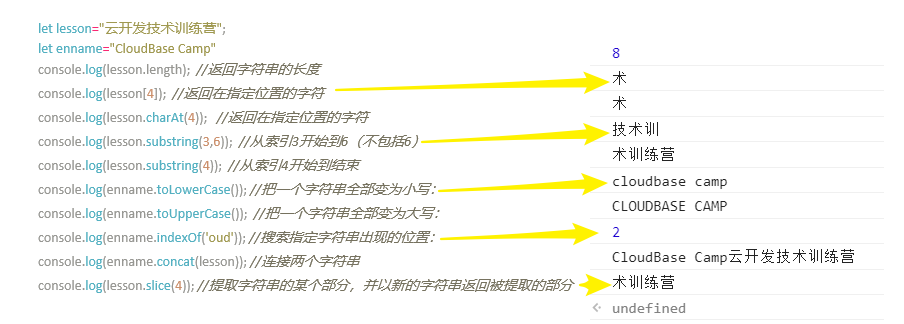 let lesson="云开发技术训练营";
let enname="CloudBase Camp"
console.log(lesson.length); //返回字符串的长度
console.log(lesson[4]); //返回在指定位置的字符
console.log(lesson.charAt(4)); //返回在指定位置的字符
console.log(lesson.substring(3,6)); //从索引3开始到6（不包括6）
console.log(lesson.substring(4)); //从索引4开始到结束
console.log(enname.toLowerCase()); //把一个字符串全部变为小写：
console.log(enname.toUpperCase()); //把一个字符串全部变为大写：
console.log(enname.indexOf('oud')); //搜索指定字符串出现的位置：
console.log(enname.concat(lesson)); //连接两个字符串
console.log(lesson.slice(4)); //提取字符串的某个部分，并以新的字符串返回被提取的部分
8
术
术
技术训
术训练营
cloudbase camp
CLOUDBASE CAMP
2
CloudBase Camp云开发技术训练营
术训练营
undefined